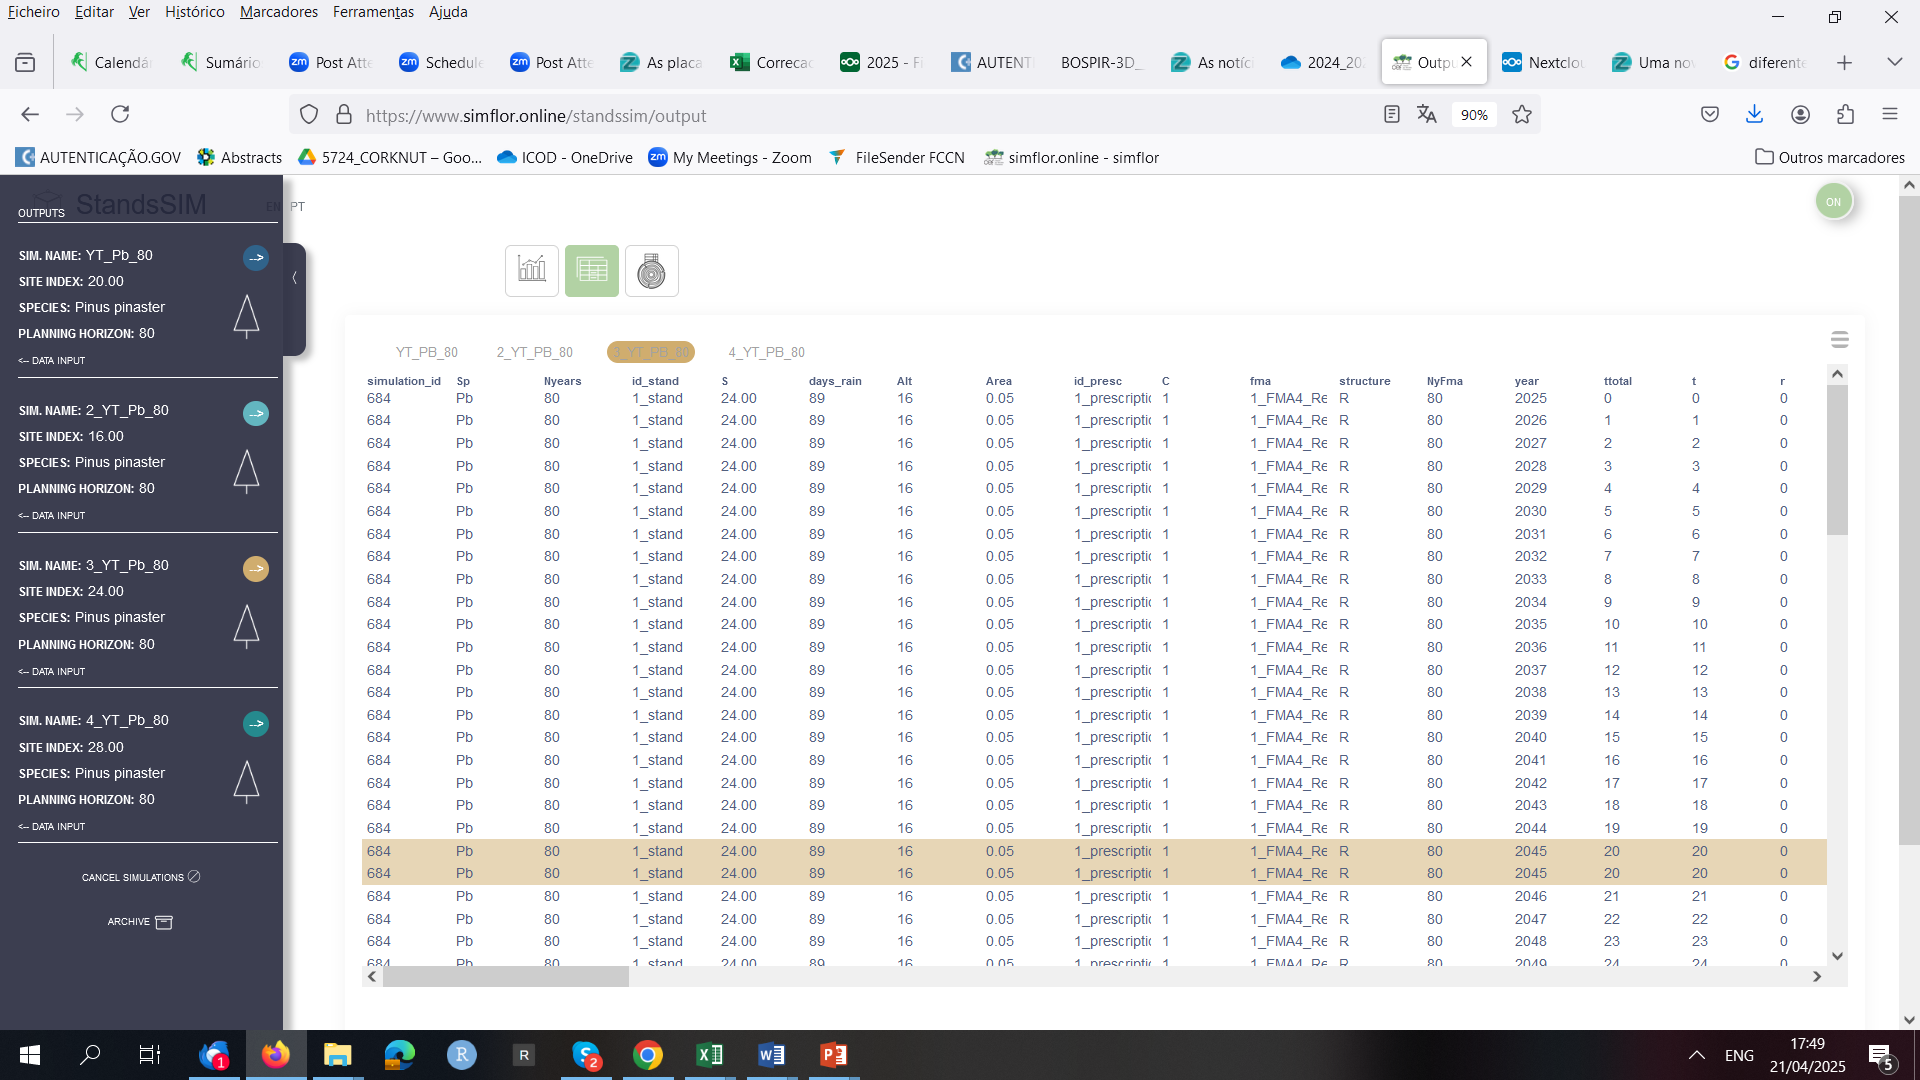 Ficheiro Editar Ver Histórico Marcadores Ferramentas Ajuda
Calendá Sumário Post Atte Schedule Post Atte As placa Correcad 2025 - Fi AUTENTI BOSPIR-3D_ As notíci 2024_202 Outpu Nextclou Uma nov diferente
https://www.simflor.online/standssim/output 90%
AUTENTICAÇÃO.GOV Abstracts 5724_CORKNUT – Goo... ICOD - OneDrive My Meetings - Zoom FileSender FCCN simflor.online - simflor Outros marcadores
StandsSIM EN PT
OUTPUTS
ON
SIM. NAME: YT_Pb_80 -->
SITE INDEX: 20.00
SPECIES: Pinus pinaster
PLANNING HORIZON: 80
<-- DATA INPUT
SIM. NAME: 2_YT_Pb_80 -->
SITE INDEX: 16.00
SPECIES: Pinus pinaster
PLANNING HORIZON: 80
<-- DATA INPUT
SIM. NAME: 3_YT_Pb_80 -->
SITE INDEX: 24.00
SPECIES: Pinus pinaster
PLANNING HORIZON: 80
<-- DATA INPUT
SIM. NAME: 4_YT_Pb_80 -->
SITE INDEX: 28.00
SPECIES: Pinus pinaster
PLANNING HORIZON: 80
<-- DATA INPUT
CANCEL SIMULATIONS
ARCHIVE
YT_PB_80 2_YT_PB_80 3_YT_PB_80 4_YT_PB_80
simulation_id Sp Nyears id_stand S days_rain Alt Area id_presc C fma structure NyFma year ttotal t r
684 Pb 80 1_stand 24.00 89 16 0.05 1_prescriptic 1 1_FMA4_Re R 80 2025 0 0 0
684 Pb 80 1_stand 24.00 89 16 0.05 1_prescriptic 1 1_FMA4_Re R 80 2026 1 1 0
684 Pb 80 1_stand 24.00 89 16 0.05 1_prescriptic 1 1_FMA4_Re R 80 2027 2 2 0
684 Pb 80 1_stand 24.00 89 16 0.05 1_prescriptic 1 1_FMA4_Re R 80 2028 3 3 0
684 Pb 80 1_stand 24.00 89 16 0.05 1_prescriptic 1 1_FMA4_Re R 80 2029 4 4 0
684 Pb 80 1_stand 24.00 89 16 0.05 1_prescriptic 1 1_FMA4_Re R 80 2030 5 5 0
684 Pb 80 1_stand 24.00 89 16 0.05 1_prescriptic 1 1_FMA4_Re R 80 2031 6 6 0
684 Pb 80 1_stand 24.00 89 16 0.05 1_prescriptic 1 1_FMA4_Re R 80 2032 7 7 0
684 Pb 80 1_stand 24.00 89 16 0.05 1_prescriptic 1 1_FMA4_Re R 80 2033 8 8 0
684 Pb 80 1_stand 24.00 89 16 0.05 1_prescriptic 1 1_FMA4_Re R 80 2034 9 9 0
684 Pb 80 1_stand 24.00 89 16 0.05 1_prescriptic 1 1_FMA4_Re R 80 2035 10 10 0
684 Pb 80 1_stand 24.00 89 16 0.05 1_prescriptic 1 1_FMA4_Re R 80 2036 11 11 0
684 Pb 80 1_stand 24.00 89 16 0.05 1_prescriptic 1 1_FMA4_Re R 80 2037 12 12 0
684 Pb 80 1_stand 24.00 89 16 0.05 1_prescriptic 1 1_FMA4_Re R 80 2038 13 13 0
684 Pb 80 1_stand 24.00 89 16 0.05 1_prescriptic 1 1_FMA4_Re R 80 2039 14 14 0
684 Pb 80 1_stand 24.00 89 16 0.05 1_prescriptic 1 1_FMA4_Re R 80 2040 15 15 0
684 Pb 80 1_stand 24.00 89 16 0.05 1_prescriptic 1 1_FMA4_Re R 80 2041 16 16 0
684 Pb 80 1_stand 24.00 89 16 0.05 1_prescriptic 1 1_FMA4_Re R 80 2042 17 17 0
684 Pb 80 1_stand 24.00 89 16 0.05 1_prescriptic 1 1_FMA4_Re R 80 2043 18 18 0
684 Pb 80 1_stand 24.00 89 16 0.05 1_prescriptic 1 1_FMA4_Re R 80 2044 19 19 0
684 Pb 80 1_stand 24.00 89 16 0.05 1_prescriptic 1 1_FMA4_Re R 80 2045 20 20 0
684 Pb 80 1_stand 24.00 89 16 0.05 1_prescriptic 1 1_FMA4_Re R 80 2045 20 20 0
684 Pb 80 1_stand 24.00 89 16 0.05 1_prescriptic 1 1_FMA4_Re R 80 2046 21 21 0
684 Pb 80 1_stand 24.00 89 16 0.05 1_prescriptic 1 1_FMA4_Re R 80 2047 22 22 0
684 Pb 80 1_stand 24.00 89 16 0.05 1_prescriptic 1 1_FMA4_Re R 80 2048 23 23 0
684 Pb 80 1_stand 24.00 89 16 0.05 1_prescriptic 1 1_FMA4_Re R 80 2049 24 24 0
1 R R 2 ENG 17:49
21/04/2025 5